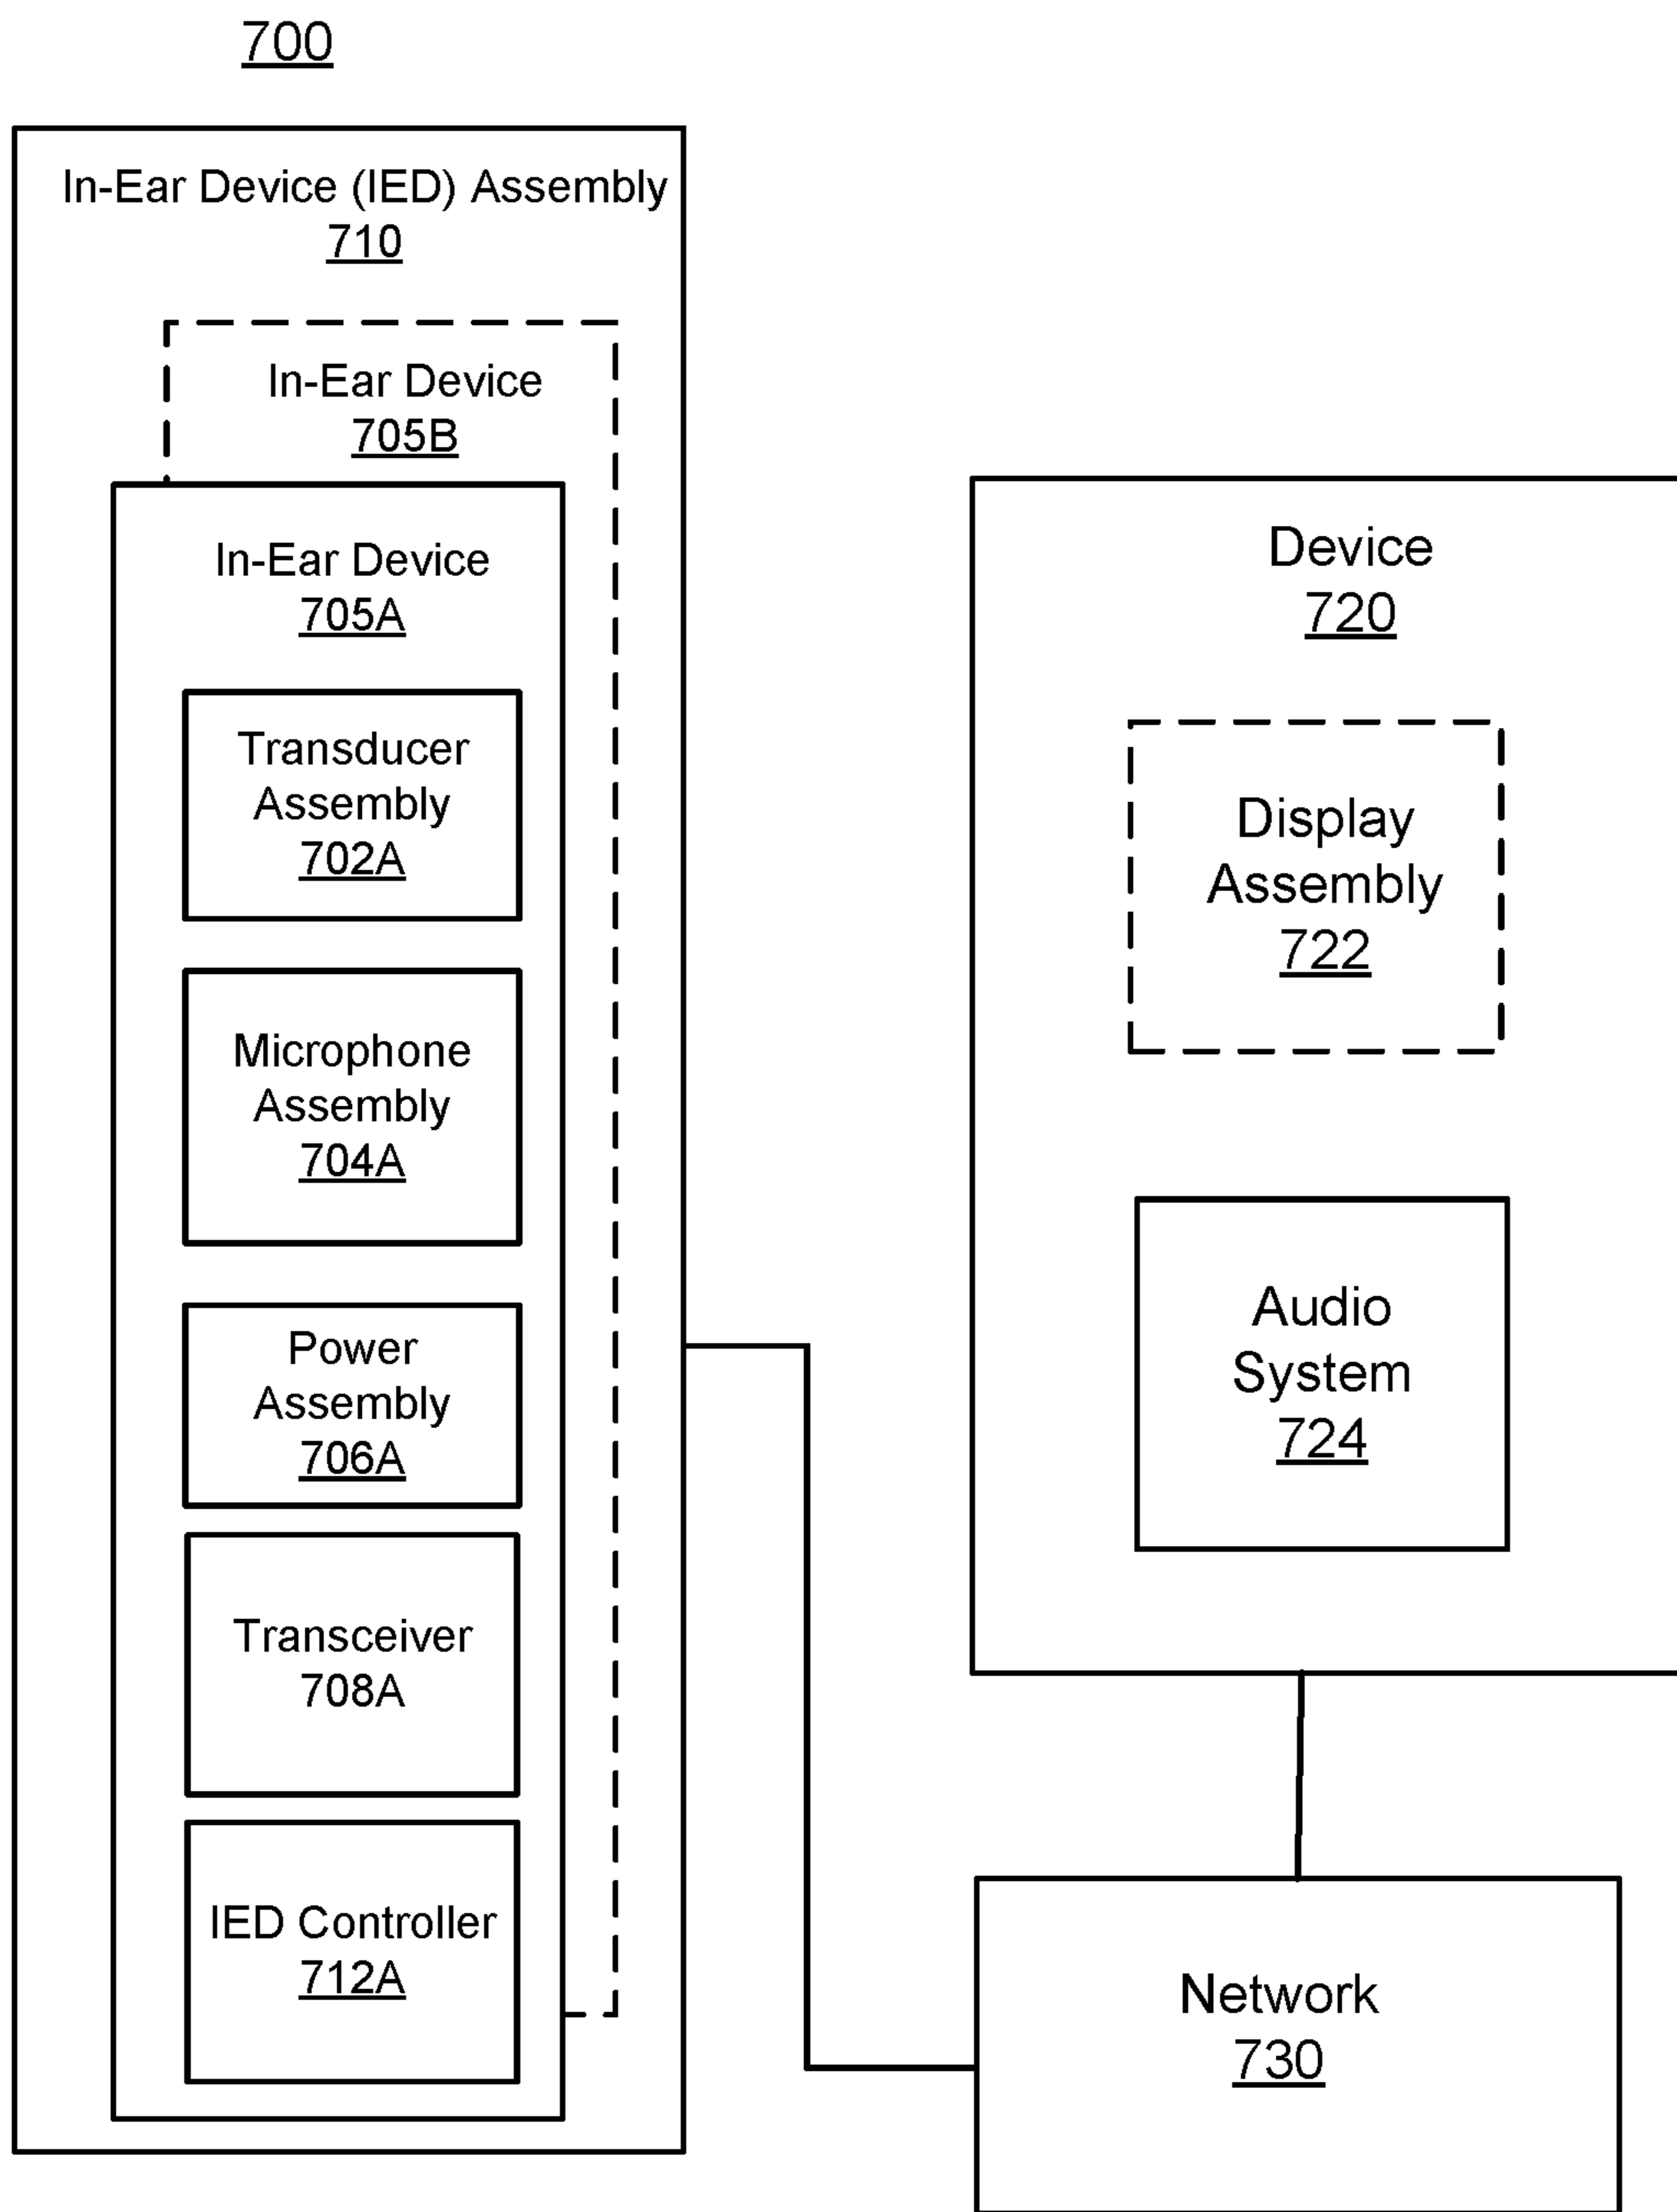 700
In-Ear Device (IED) Assembly
710
In-Ear Device
705B
In-Ear Device
705A
Transducer
Assembly
702A
Microphone
Assembly
704A
Power
Assembly
706A
Transceiver
708A
IED Controller
712A
Device
720
Display
Assembly
722
Audio
System
724
Network
730